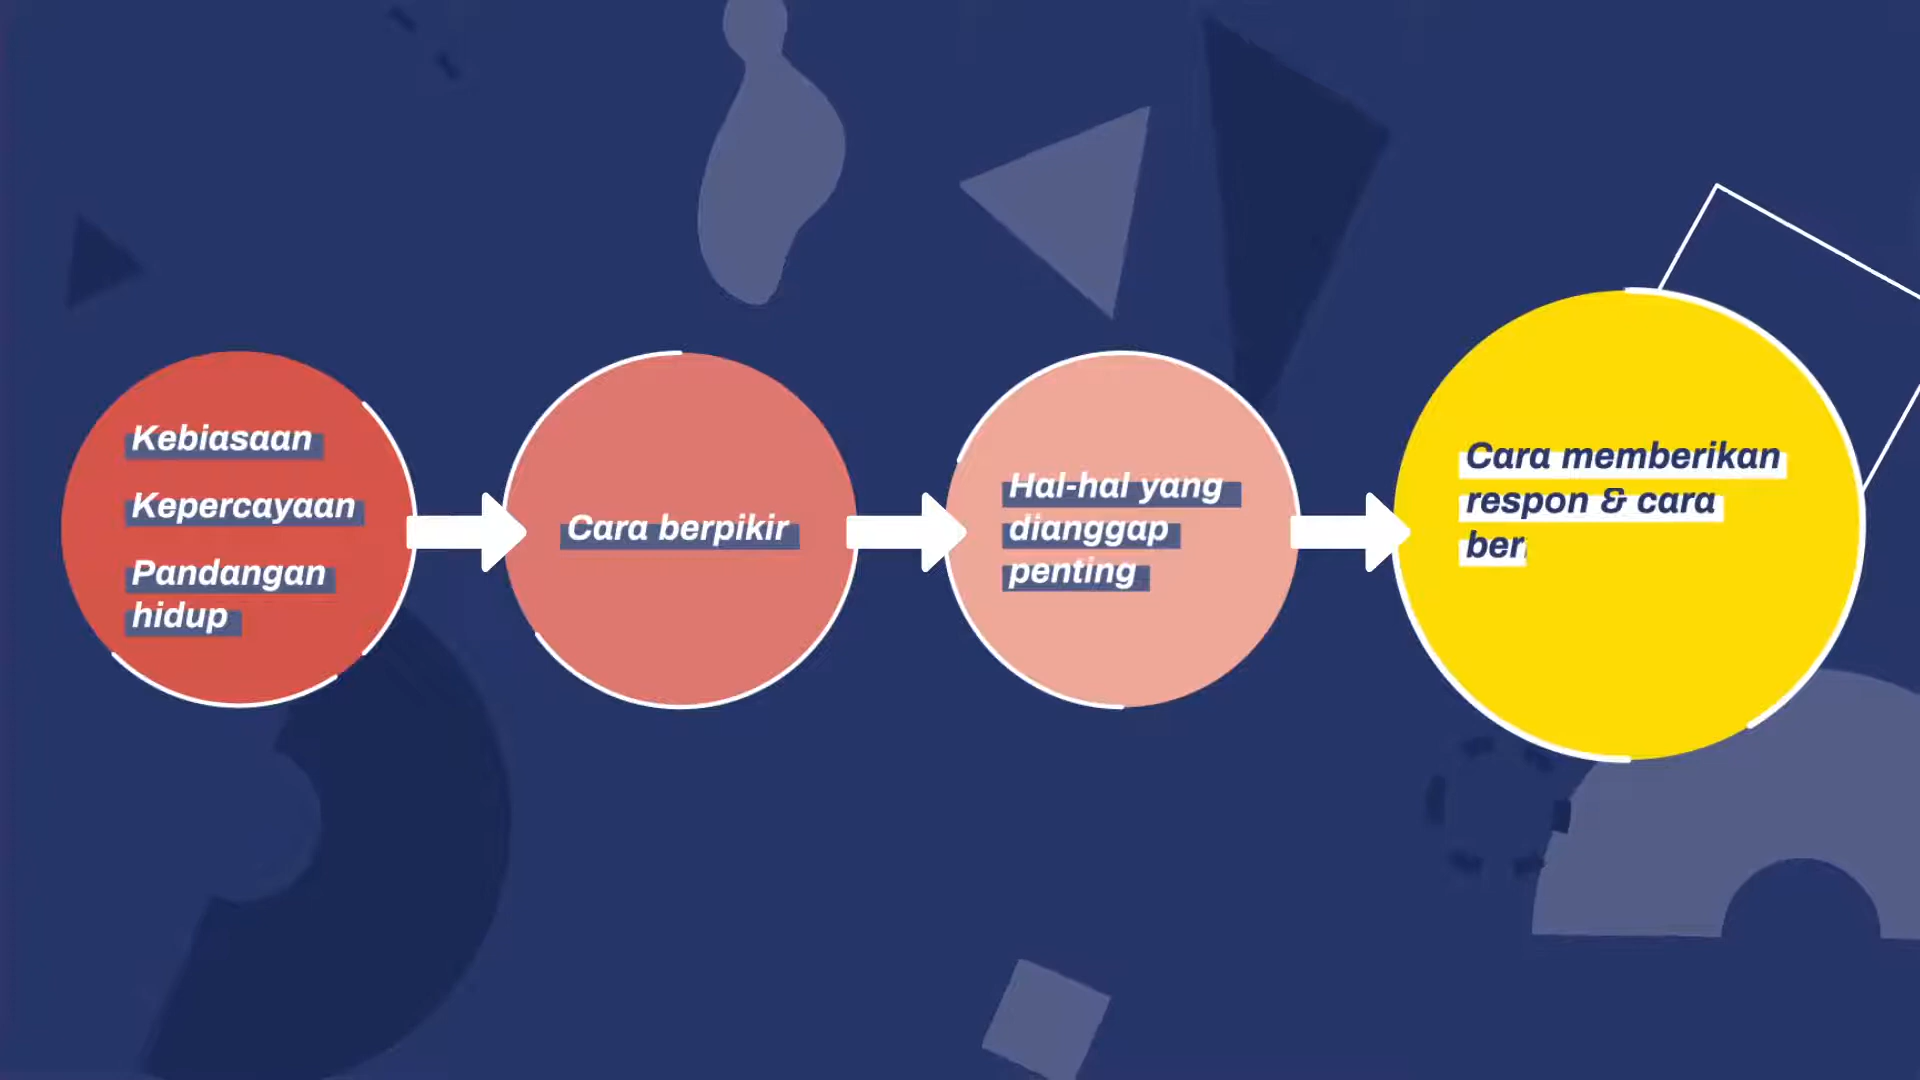 Kebiasaan
Kepercayaan
Pandangan
hidup
Cara berpikir
Hal-hal yang
dianggap
penting
Cara memberikan
respon & cara
ber